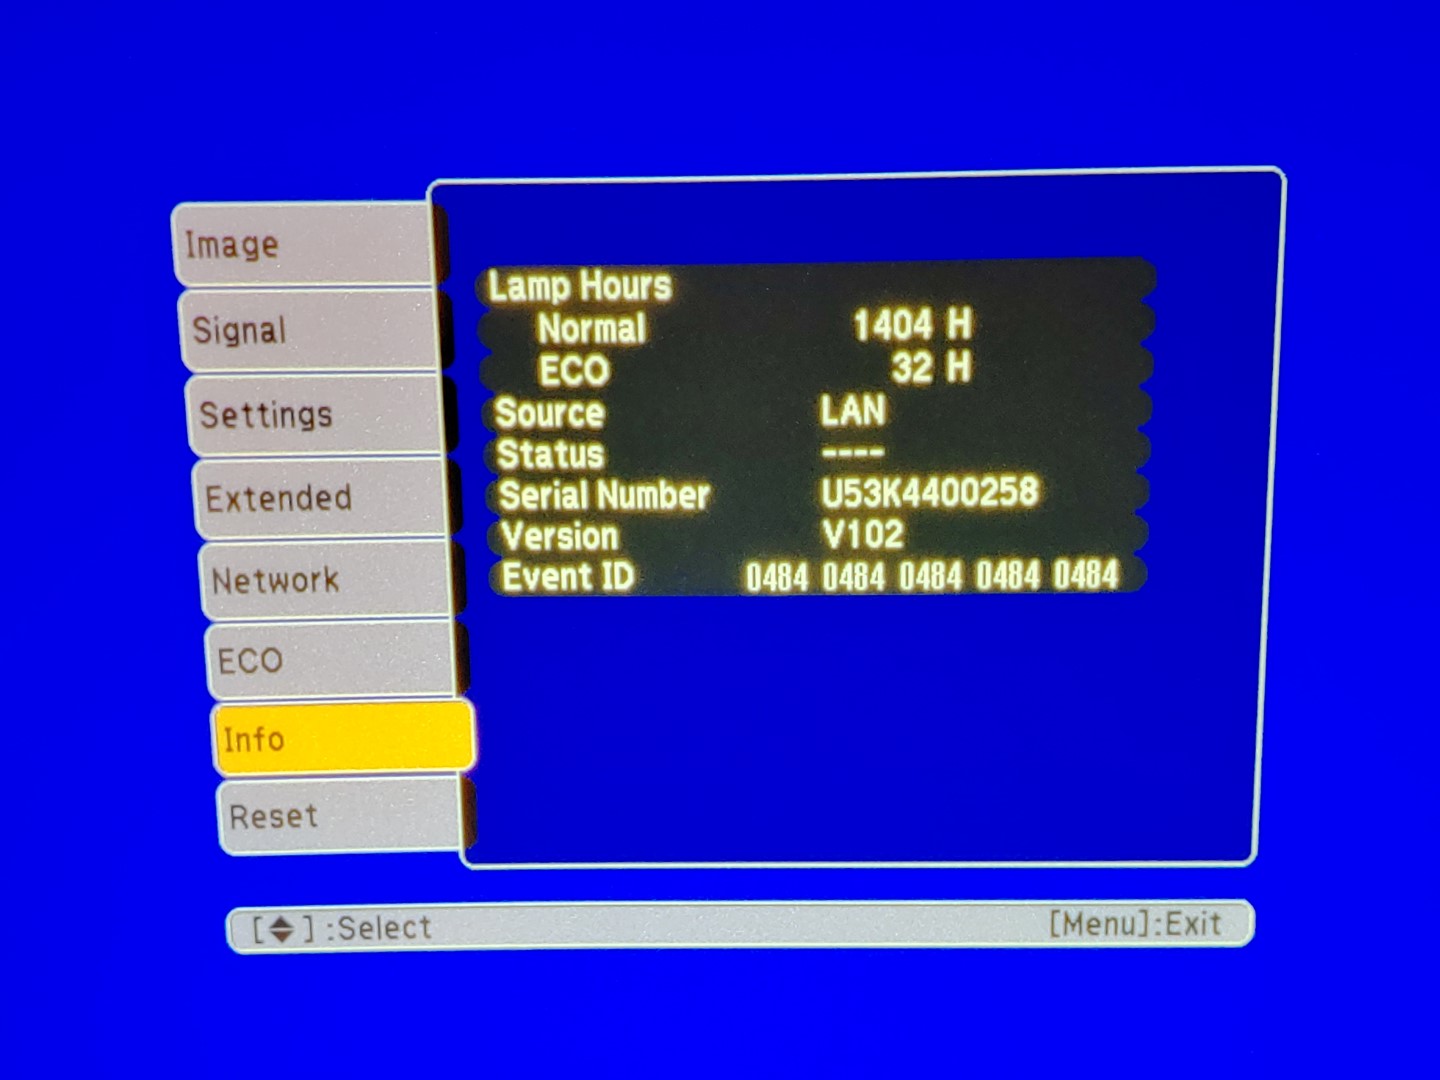 Image
Signal
Settings
Extended
Network
ECO
Info
Reset
Lamp Hours
Normal 1404 H
ECO 32 H
Source LAN
Status ----
Serial Number U53K4400258
Version V102
Event ID 0484 0484 0484 0484 0484
[◆] :Select [Menu]:Exit